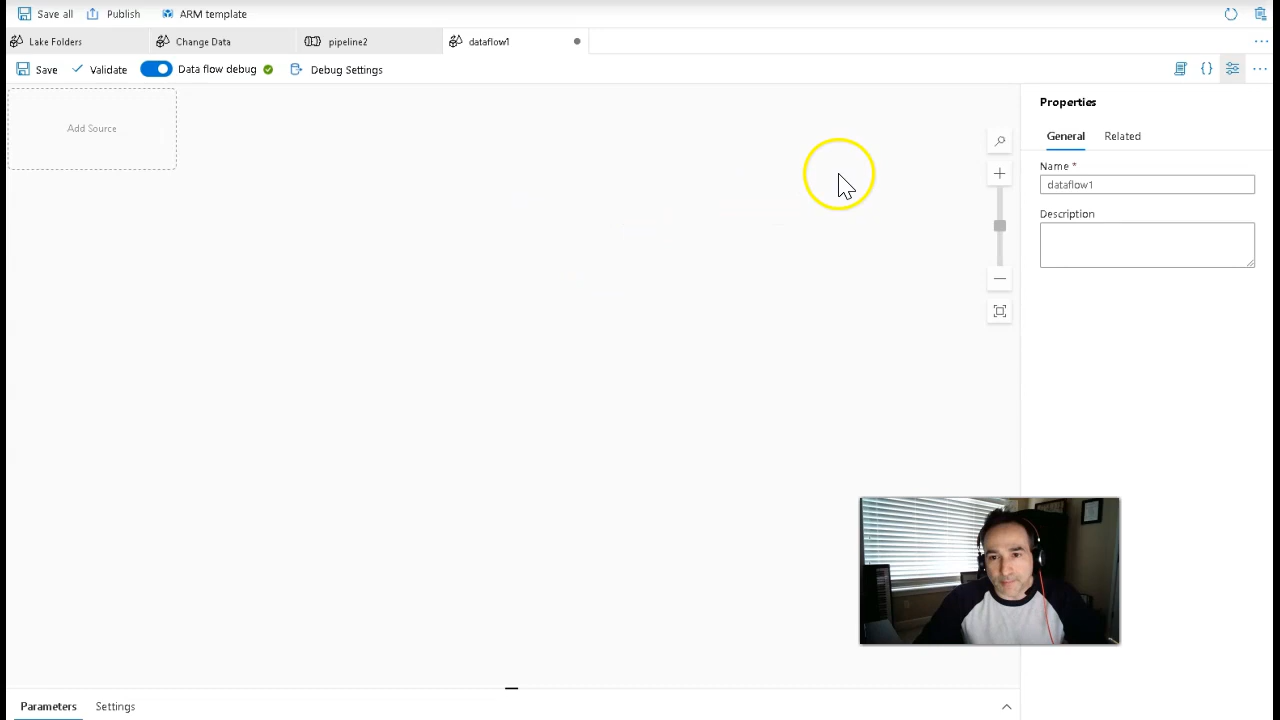 Save all Publish ARM template
Lake Folders Change Data pipeline2 dataflow1
Save Validate Data flow debug Debug Settings
Add Source
Properties
General Related
Name *
dataflow1
Description
Parameters Settings